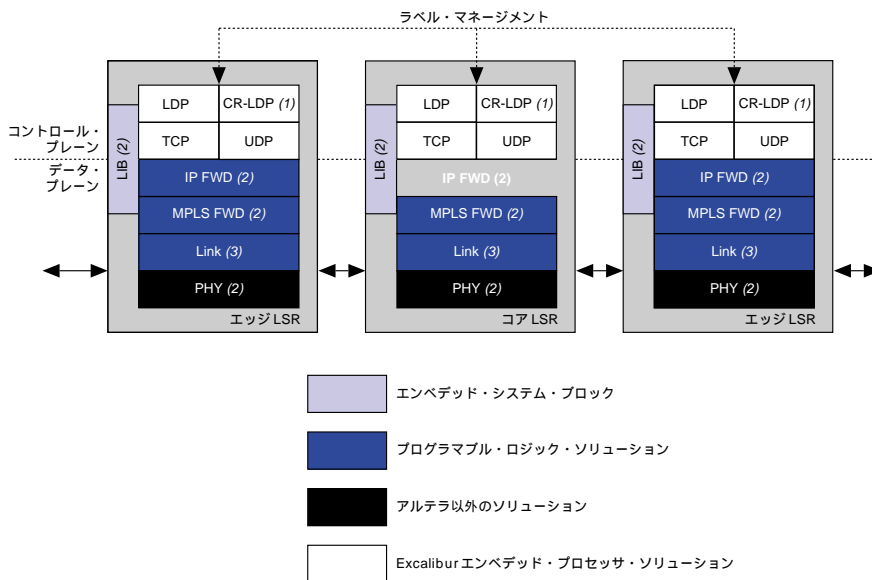 ラベル・マネージメント
LDP
CR-LDP (1)
TCP
UDP
LIB (2)
IP FWD (2)
MPLS FWD (2)
Link (3)
PHY (2)
エッジ LSR
LDP
CR-LDP (1)
TCP
UDP
LIB (2)
IP FWD (2)
MPLS FWD (2)
Link (3)
PHY (2)
コア LSR
LDP
CR-LDP (1)
TCP
UDP
LIB (2)
IP FWD (2)
MPLS FWD (2)
Link (3)
PHY (2)
エッジ LSR
コントロール・
プレーン
データ・
プレーン
エンベデッド・システム・ブロック
プログラマブル・ロジック・ソリューション
アルテラ以外のソリューション
Excalibur エンベデッド・プロセッサ・ソリューション